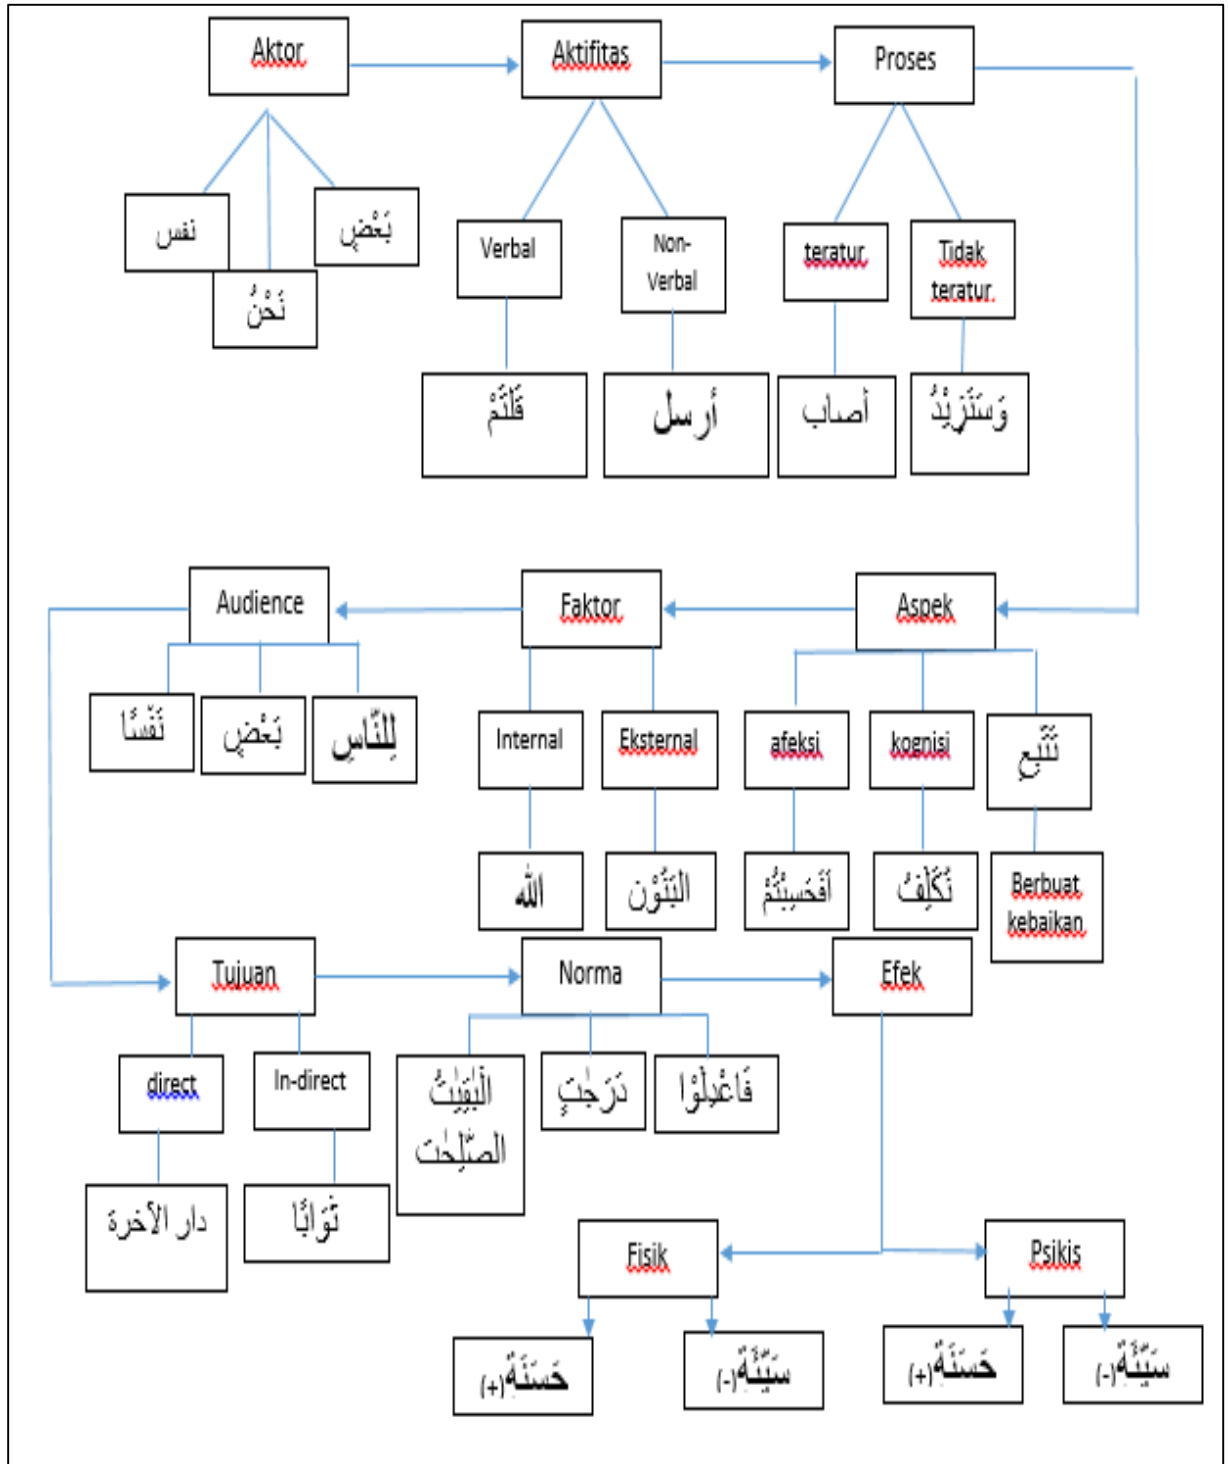 Aktor
Aktifitas
Proses
نفس
نَحْنُ
بَعْضٍ
Verbal
Non-
Verbal
teratur
Tidak
teratur
قَلْتَمْ
أرسل
أصاب
وَسَنَزِيْدُ
Audience
Faktor
Aspek
نَفْسًا
بَعْضٍ
لِلنَّاسِ
Internal
Eksternal
afeksi
kognisi
نَتَّبِعِ
الله
البَنُوْن
أَفَحَسِبْتُمْ
نُكَلِّفُ
Berbuat
kebaikan
Tujuan
Norma
Efek
direct
In-direct
الْبٰقِيٰتُ
الصّٰلِحٰتُ
دَرَجٰتٍ
فَاعْدِلُوْا
دار الآخرة
ثَوَابًا
Fisik
Psikis
حَسَنَةٌ(+)
سَيِّئَةٌ(-)
حَسَنَةٌ(+)
سَيِّئَةٌ(-)